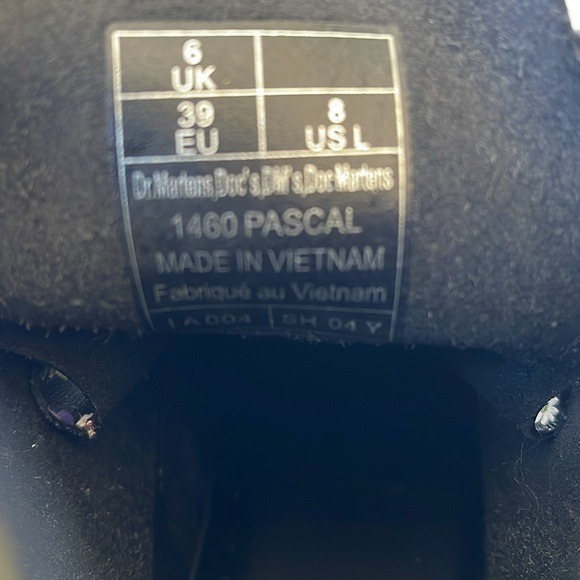 6
UK
39
EU
8
US L
Dr.Martens,Doc's,DM's,Doc Martens
1460 PASCAL
MADE IN VIETNAM
Fabriqué au Vietnam
SH 04 Y